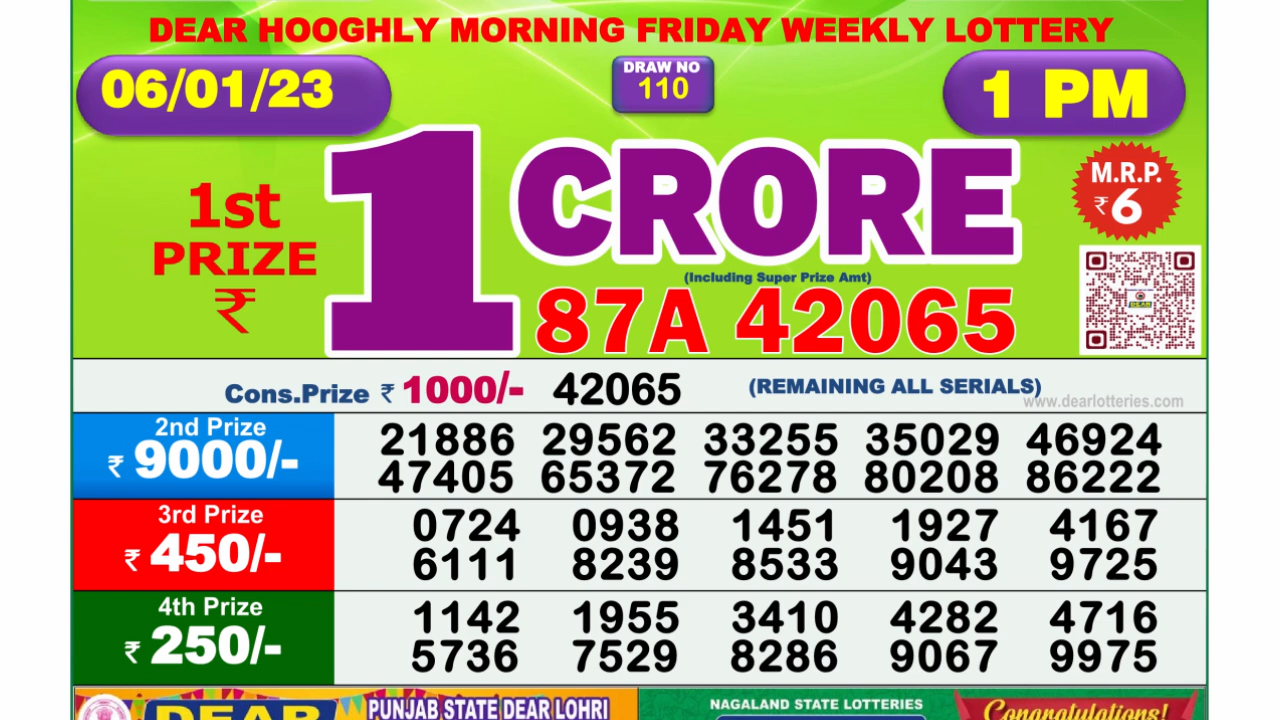 DEAR HOOGHLY MORNING FRIDAY WEEKLY LOTTERY
06/01/23
DRAW NO
110
1 PM
1st
PRIZE
₹
1 CRORE
(Including Super Prize Amt)
87A 42065
M.R.P.
₹6
DEAR
Cons.Prize ₹ 1000/- 42065 (REMAINING ALL SERIALS)
www.dearlotteries.com
2nd Prize
₹ 9000/-
21886 29562 33255 35029 46924
47405 65372 76278 80208 86222
3rd Prize
₹ 450/-
0724 0938 1451 1927 4167
6111 8239 8533 9043 9725
4th Prize
₹ 250/-
1142 1955 3410 4282 4716
5736 7529 8286 9067 9975
DEAR
PUNJAB STATE DEAR LOHRI
NAGALAND STATE LOTTERIES
Congratulations!